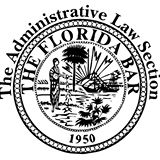 The Administrative Law Section
THE FLORIDA BAR
1950